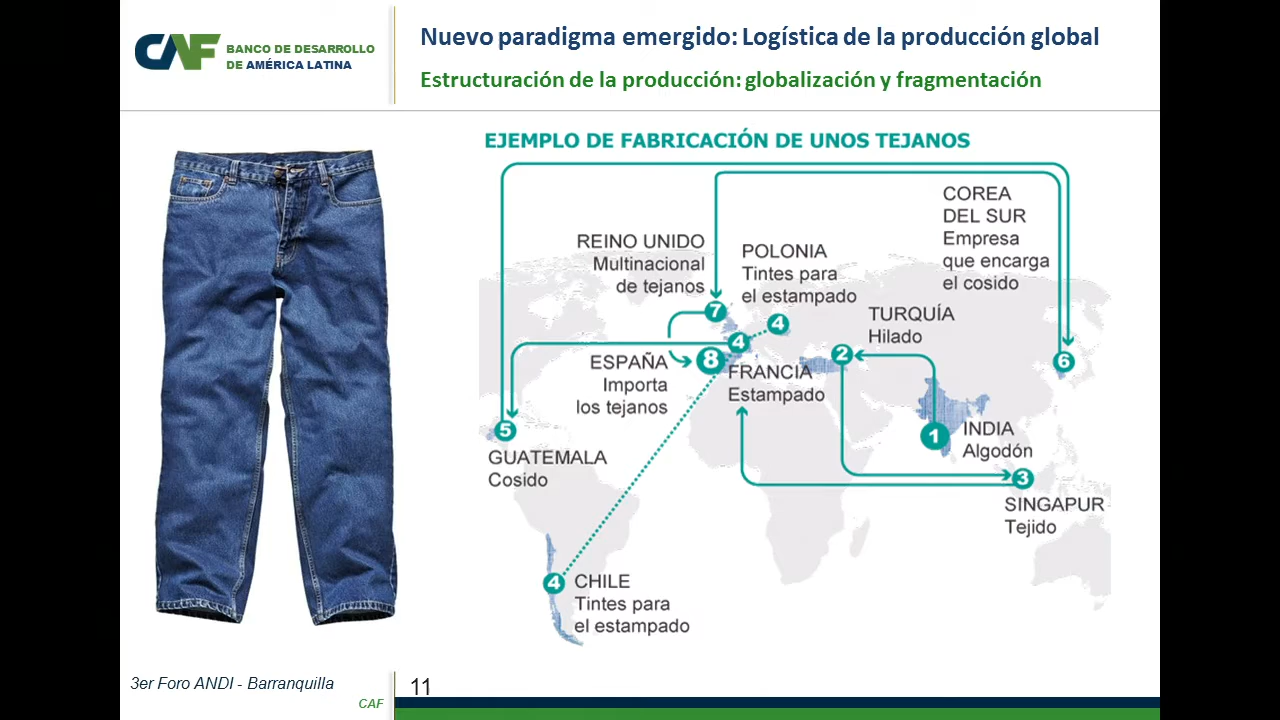 CAF
BANCO DE DESARROLLO
DE AMÉRICA LATINA
Nuevo paradigma emergido: Logística de la producción global
Estructuración de la producción: globalización y fragmentación
EJEMPLO DE FABRICACIÓN DE UNOS TEJANOS
COREA
DEL SUR
Empresa
que encarga
el cosido
6
REINO UNIDO
Multinacional
de tejanos
7
POLONIA
Tintes para
el estampado
4
TURQUÍA
Hilado
2
ESPAÑA
Importa
los tejanos
8
4
FRANCIA
Estampado
5
GUATEMALA
Cosido
1
INDIA
Algodón
3
SINGAPUR
Tejido
4
CHILE
Tintes para
el estampado
3er Foro ANDI - Barranquilla
CAF
11